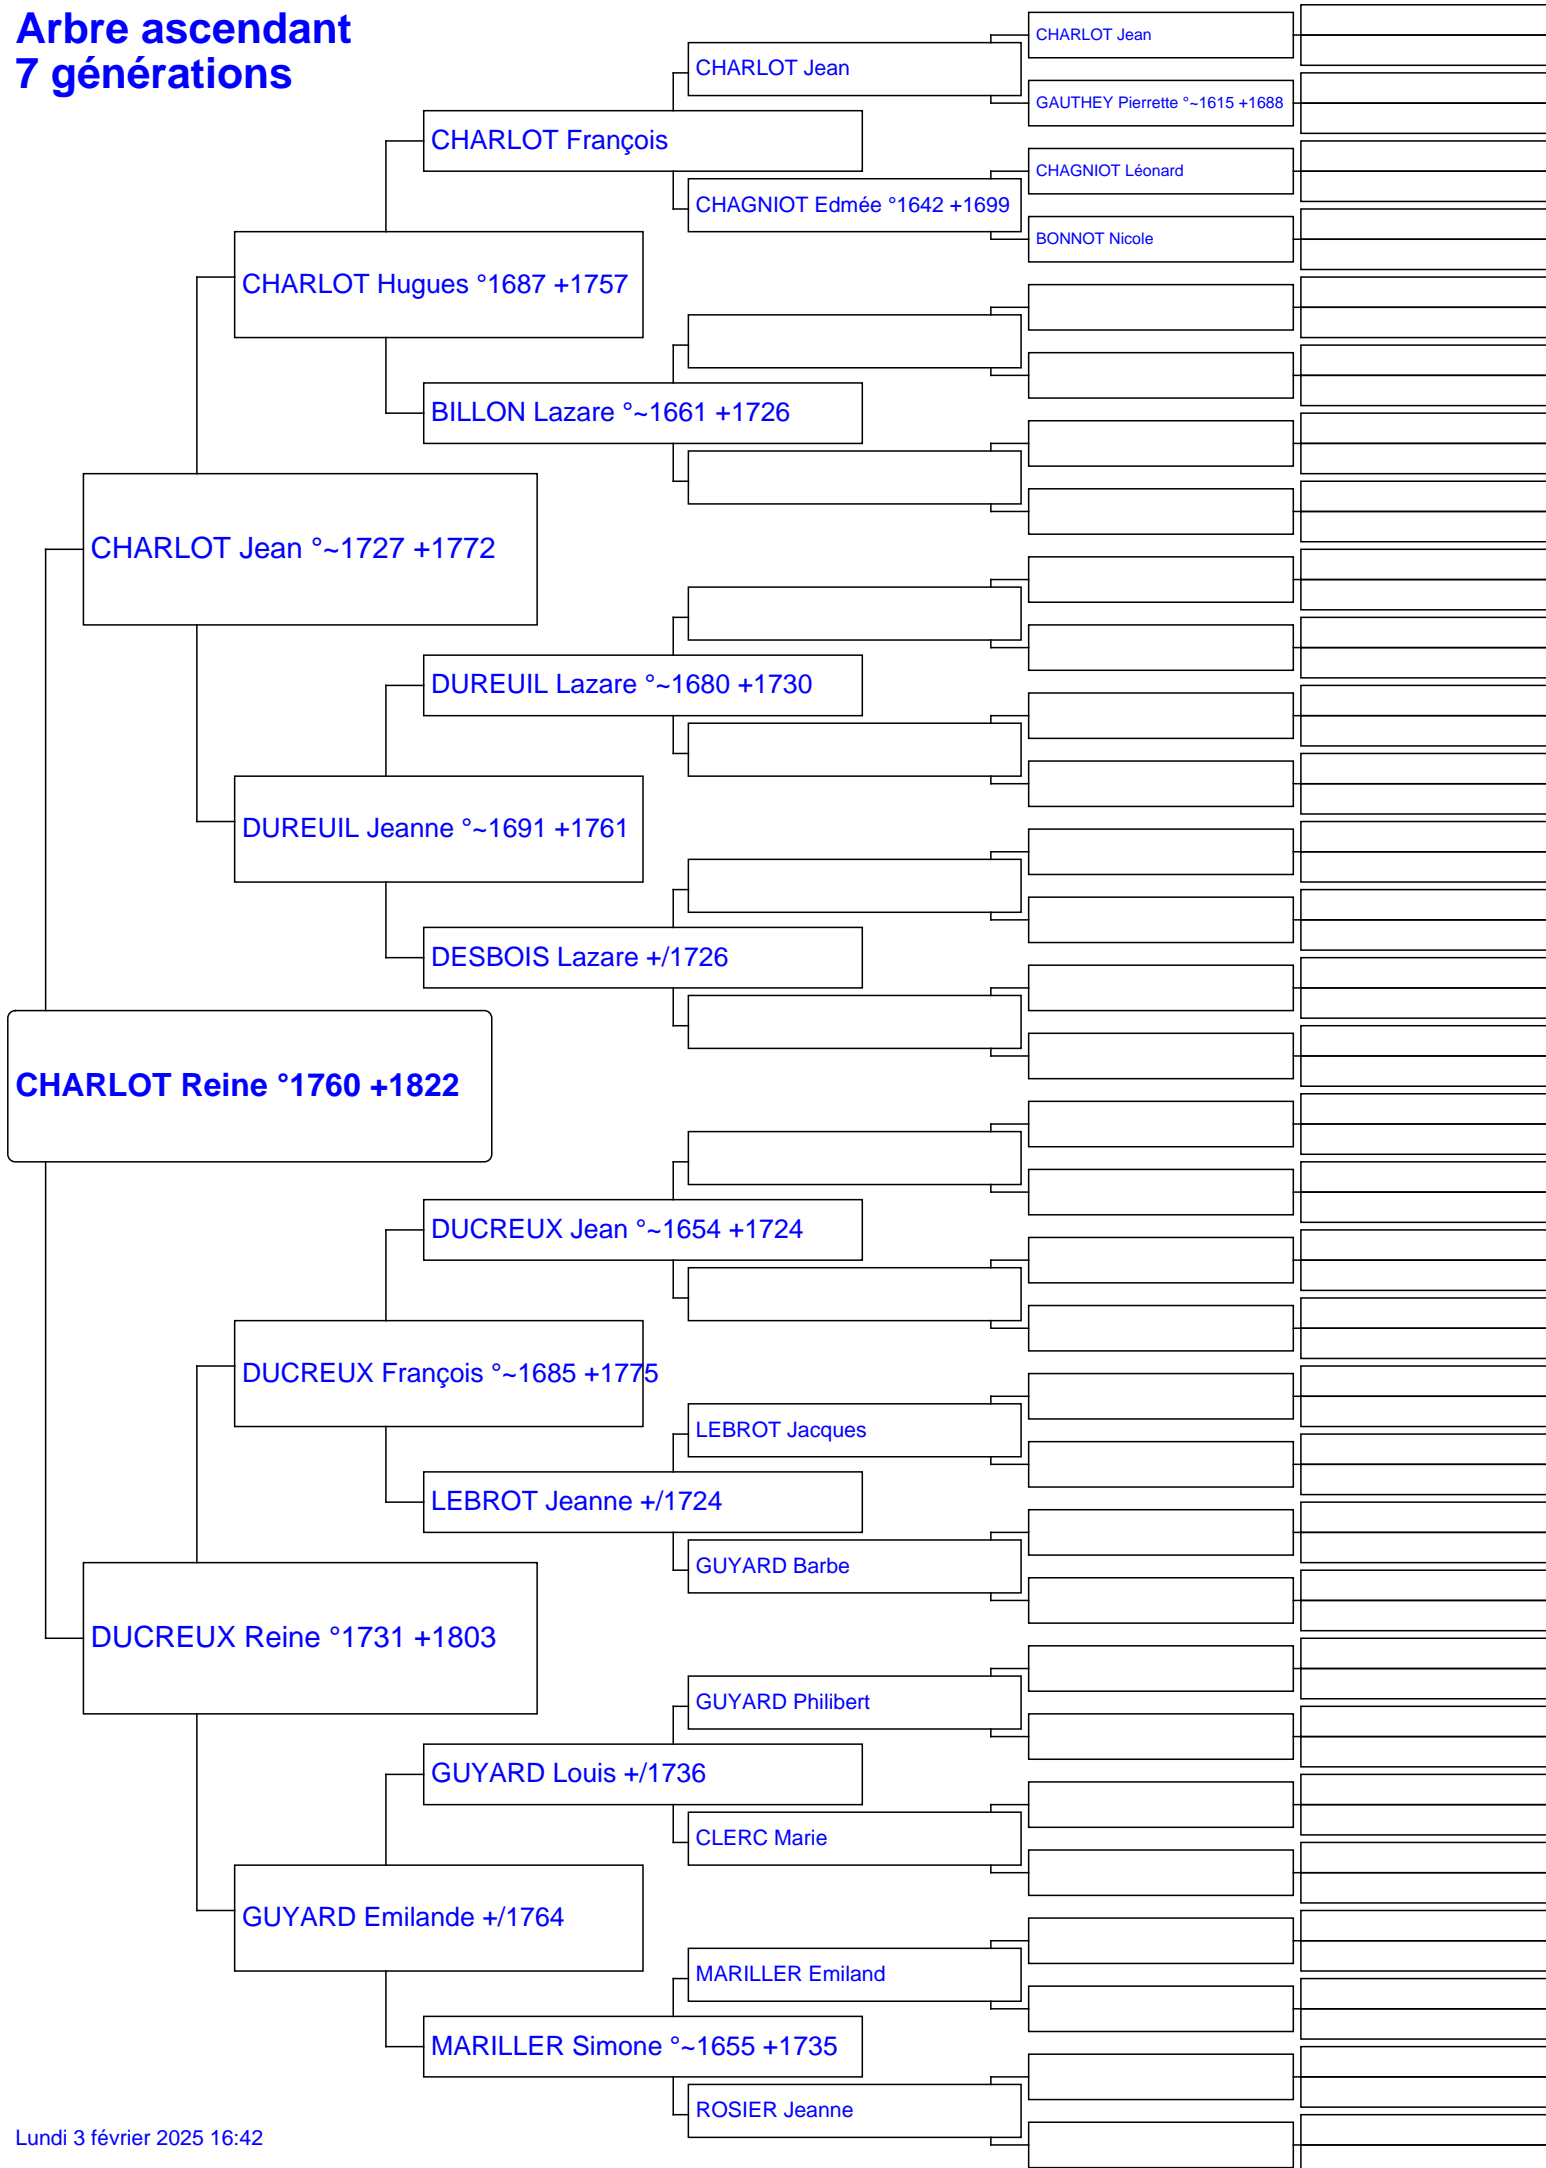 Arbre ascendant
7 générations
CHARLOT Jean
CHARLOT Jean
GAUTHEY Pierrette °~1615 +1688
CHARLOT François
CHAGNIOT Léonard
CHAGNIOT Edmée °1642 +1699
BONNOT Nicole
CHARLOT Hugues °1687 +1757
BILLON Lazare °~1661 +1726
CHARLOT Jean °~1727 +1772
DUREUIL Lazare °~1680 +1730
DUREUIL Jeanne °~1691 +1761
DESBOIS Lazare +/1726
CHARLOT Reine °1760 +1822
DUCREUX Jean °~1654 +1724
DUCREUX François °~1685 +1775
LEBROT Jacques
LEBROT Jeanne +/1724
GUYARD Barbe
DUCREUX Reine °1731 +1803
GUYARD Philibert
GUYARD Louis +/1736
CLERC Marie
GUYARD Emilande +/1764
MARILLER Emiland
MARILLER Simone °~1655 +1735
ROSIER Jeanne
Lundi 3 février 2025 16:42